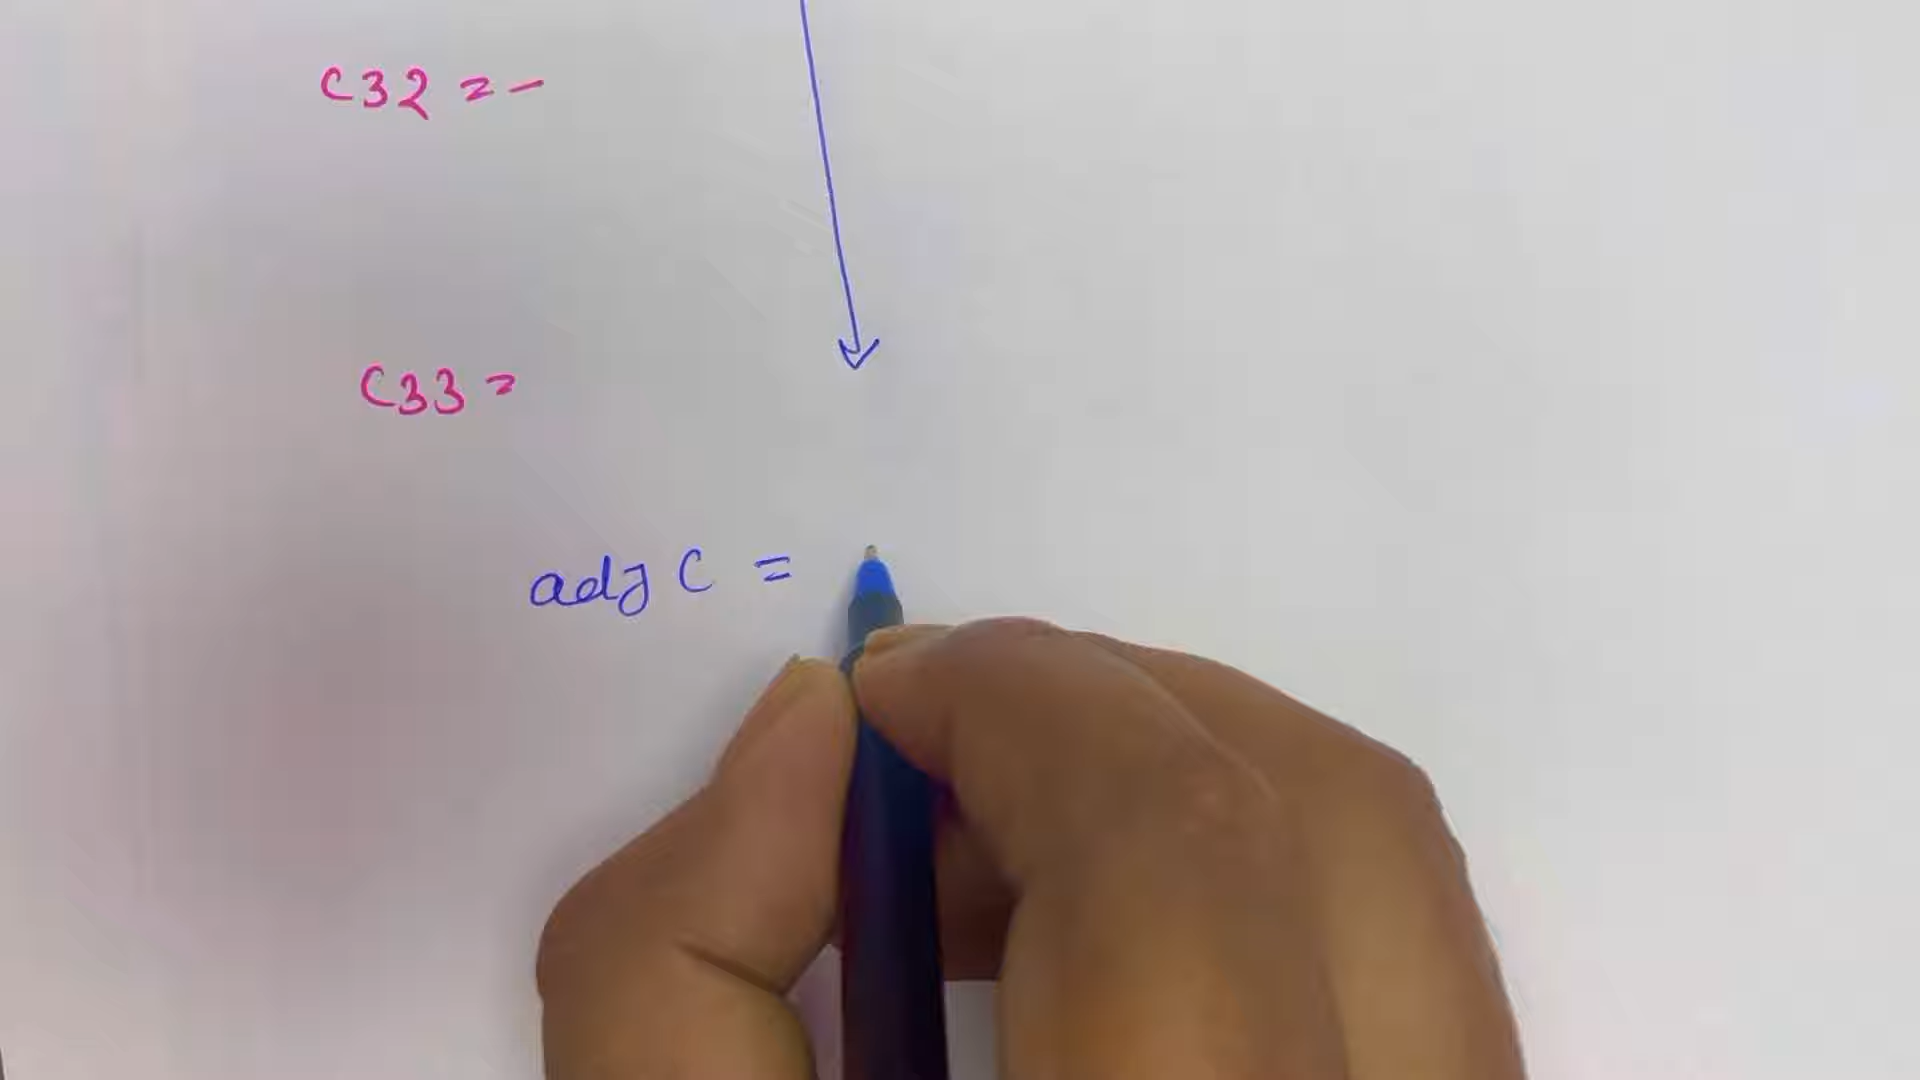 C32 = -
C33 =
adj C =